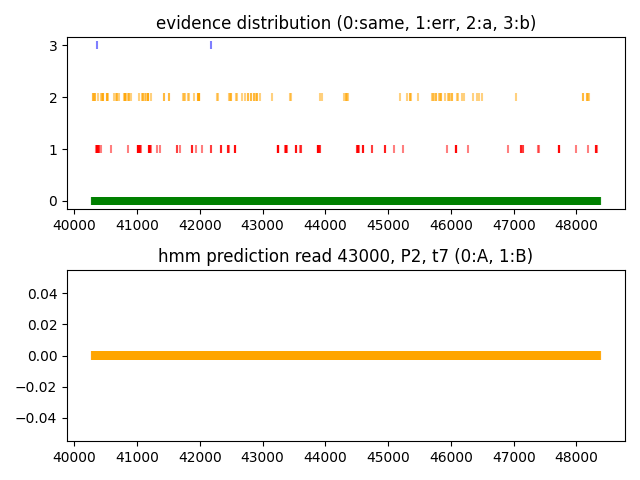 evidence distribution (0:same, 1:err, 2:a, 3:b)
3
2
1
0
40000 41000 42000 43000 44000 45000 46000 47000 48000
hmm prediction read 43000, P2, t7 (0:A, 1:B)
0.04
0.02
0.00
−0.02
−0.04
40000 41000 42000 43000 44000 45000 46000 47000 48000